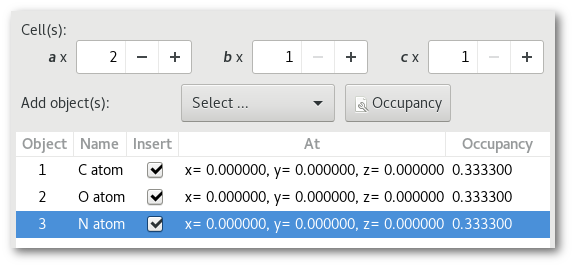 Cell(s):
a x 2 − + b x 1 − + c x 1 − +
Add object(s): Select ... Occupancy
Object Name Insert At Occupancy
1 C atom x= 0.000000, y= 0.000000, z= 0.000000 0.333300
2 O atom x= 0.000000, y= 0.000000, z= 0.000000 0.333300
3 N atom x= 0.000000, y= 0.000000, z= 0.000000 0.333300